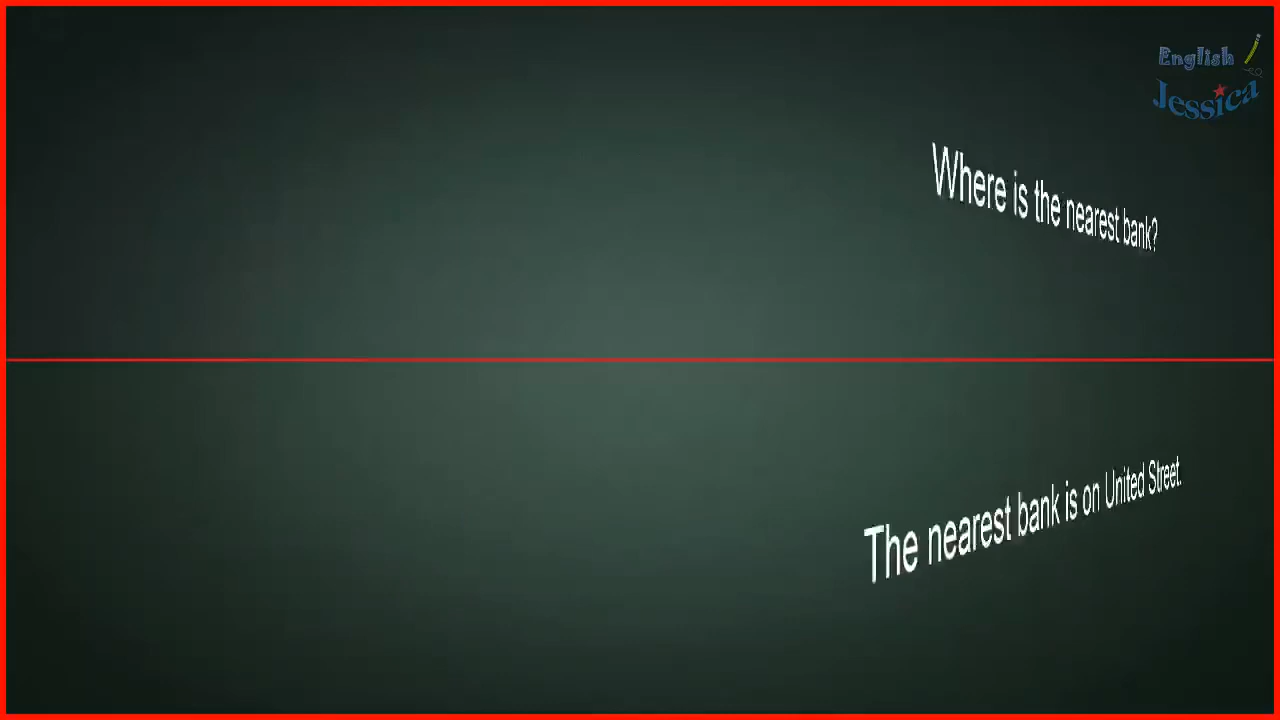 English
Jessica
Where is the nearest bank?
The nearest bank is on United Street.